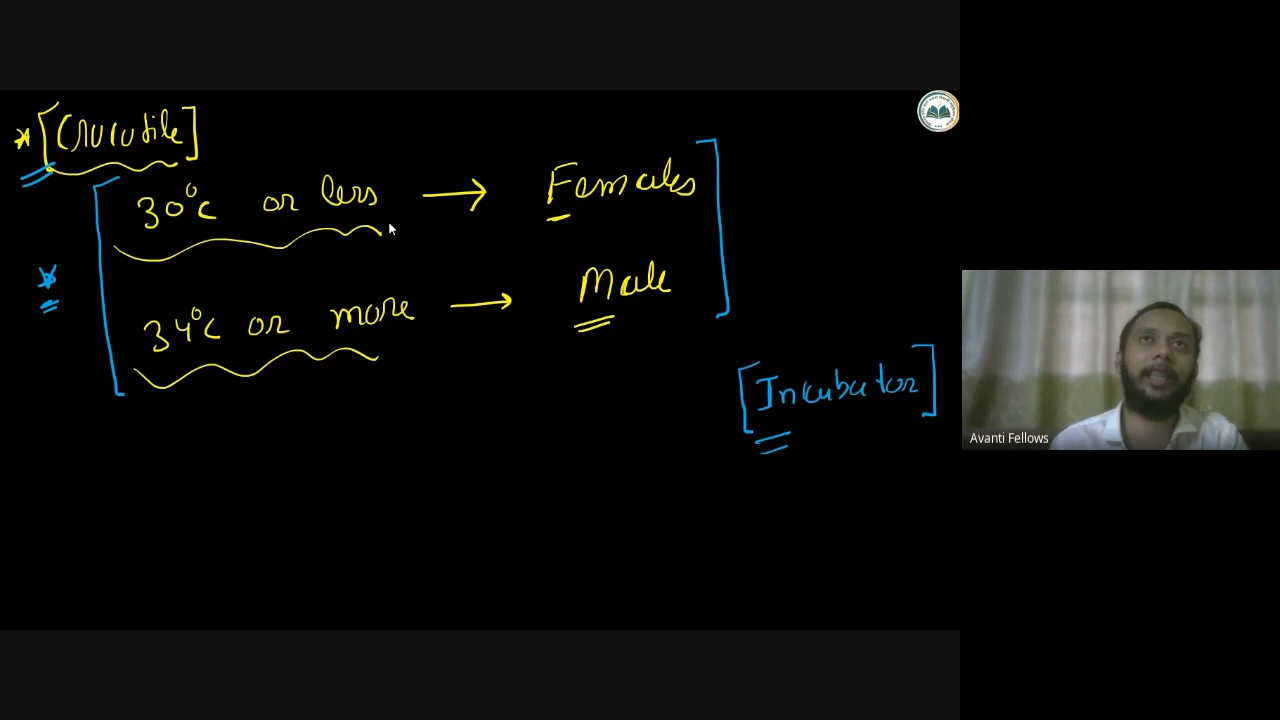 * [Crocodile]
30°C or less → Females
* 34°C or more → Male
[Incubator]
Avanti Fellows